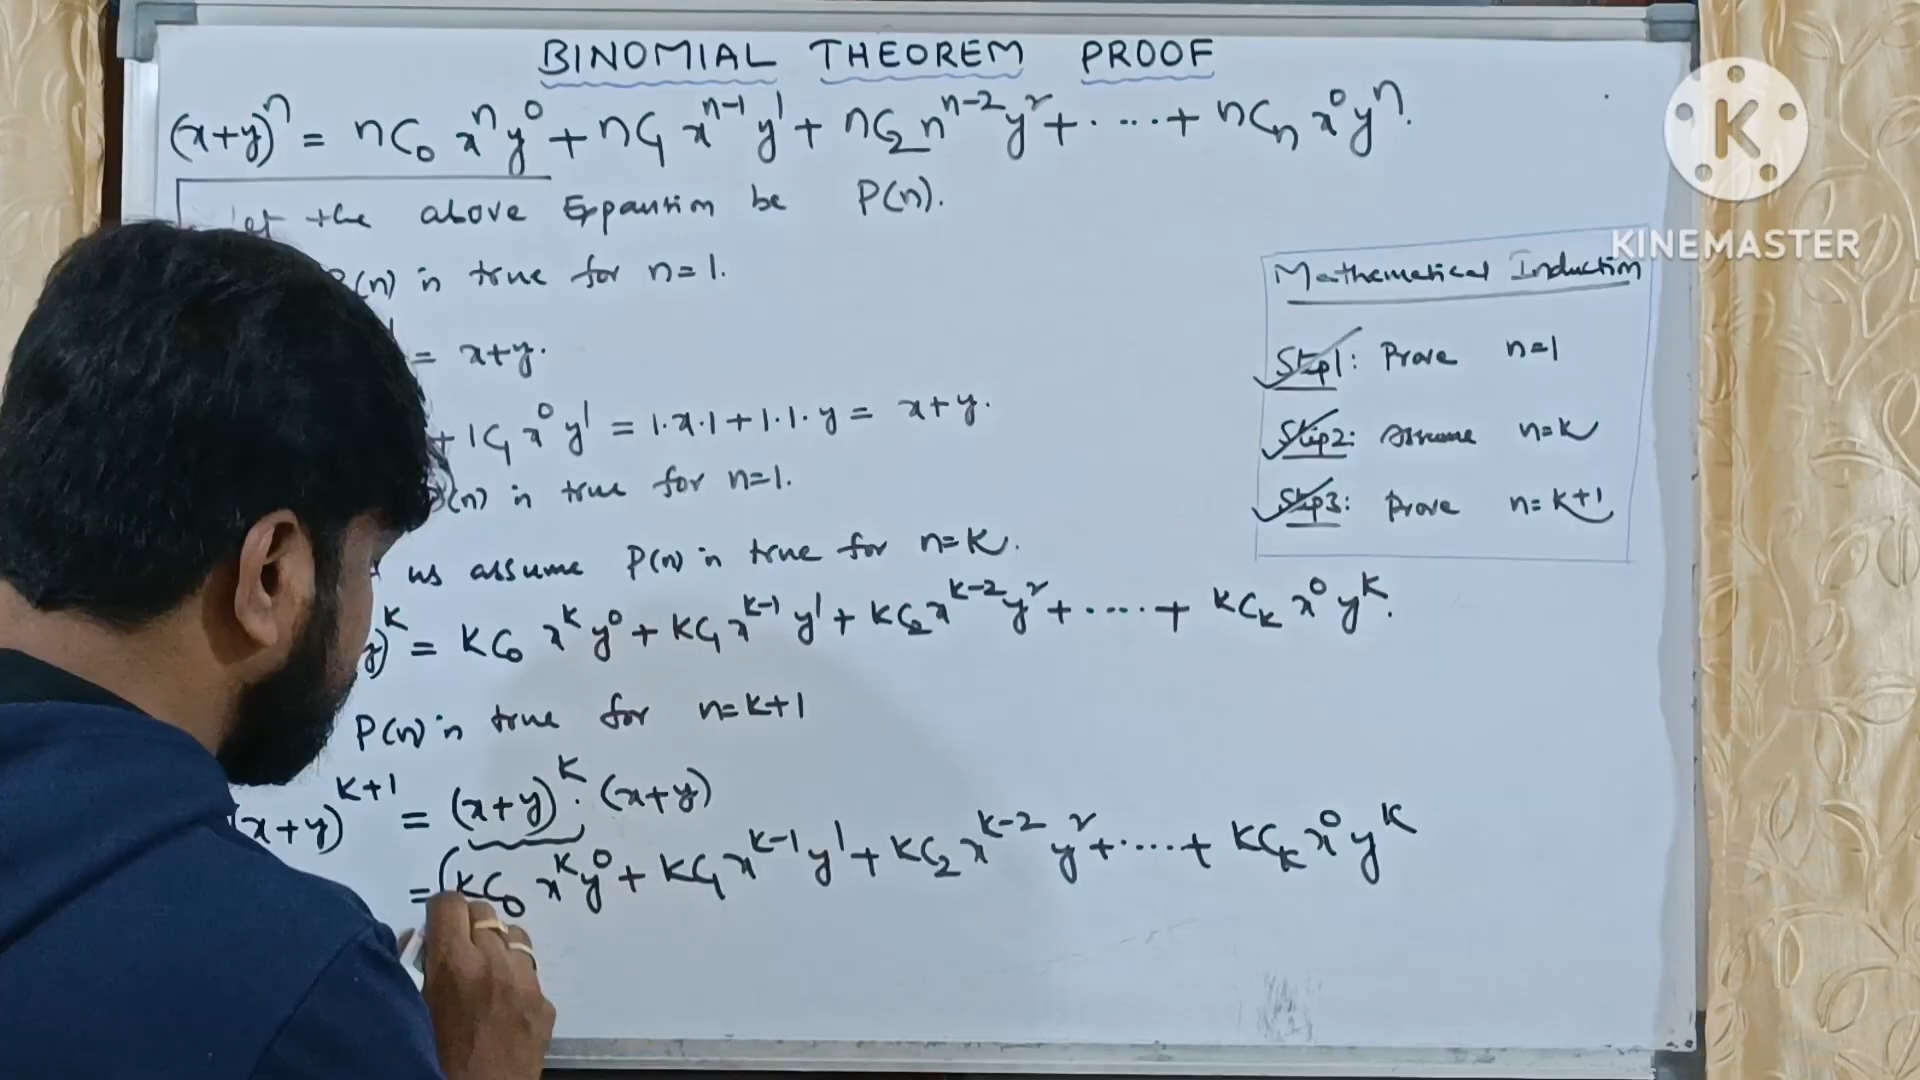 BINOMIAL THEOREM PROOF
(x+y)^n = nC₀ x^n y^0 + nC₁ x^{n-1} y^1 + nC₂ n^{n-2} y^2 + ..... + nCₙ x^0 y^n.
let the above Expansion be P(n).
P(n) is true for n=1.
= x+y.
+ 1C₁ x^0 y^1 = 1.x.1 + 1.1.y = x+y.
P(n) is true for n=1.
us assume P(n) is true for n=K.
y)^K = KC₀ x^K y^0 + KC₁ x^{K-1} y^1 + KC₂ x^{K-2} y^2 + ..... + KCₖ x^0 y^K.
P(n) is true for n=K+1
(x+y)^{K+1} = (x+y)^K . (x+y)
= (KC₀ x^K y^0 + KC₁ x^{K-1} y^1 + KC₂ x^{K-2} y^2 + ..... + KCₖ x^0 y^K
Mathematical Induction
Step1: Prove n=1
Step2: Assume n=K
Step3: Prove n=K+1
K
KINEMASTER